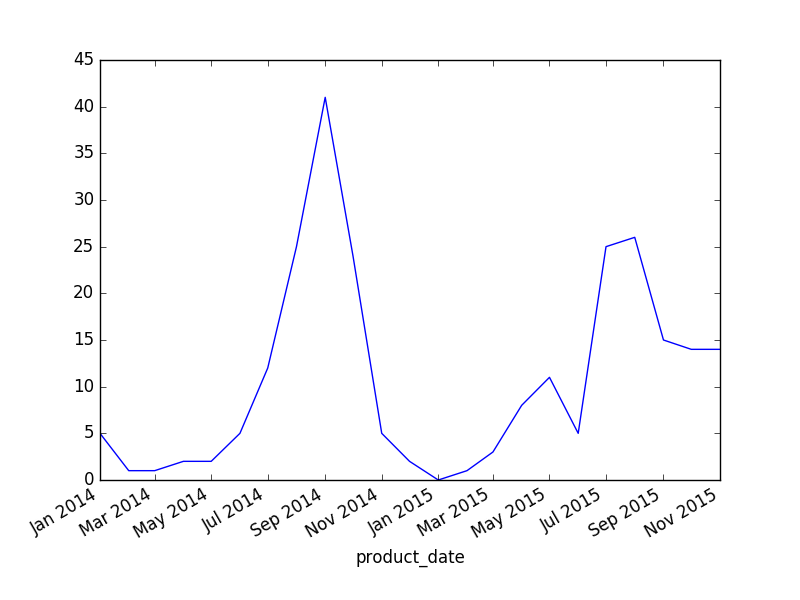 45
40
35
30
25
20
15
10
5
0
Jan 2014
Mar 2014
May 2014
Jul 2014
Sep 2014
Nov 2014
Jan 2015
Mar 2015
May 2015
Jul 2015
Sep 2015
Nov 2015
product_date